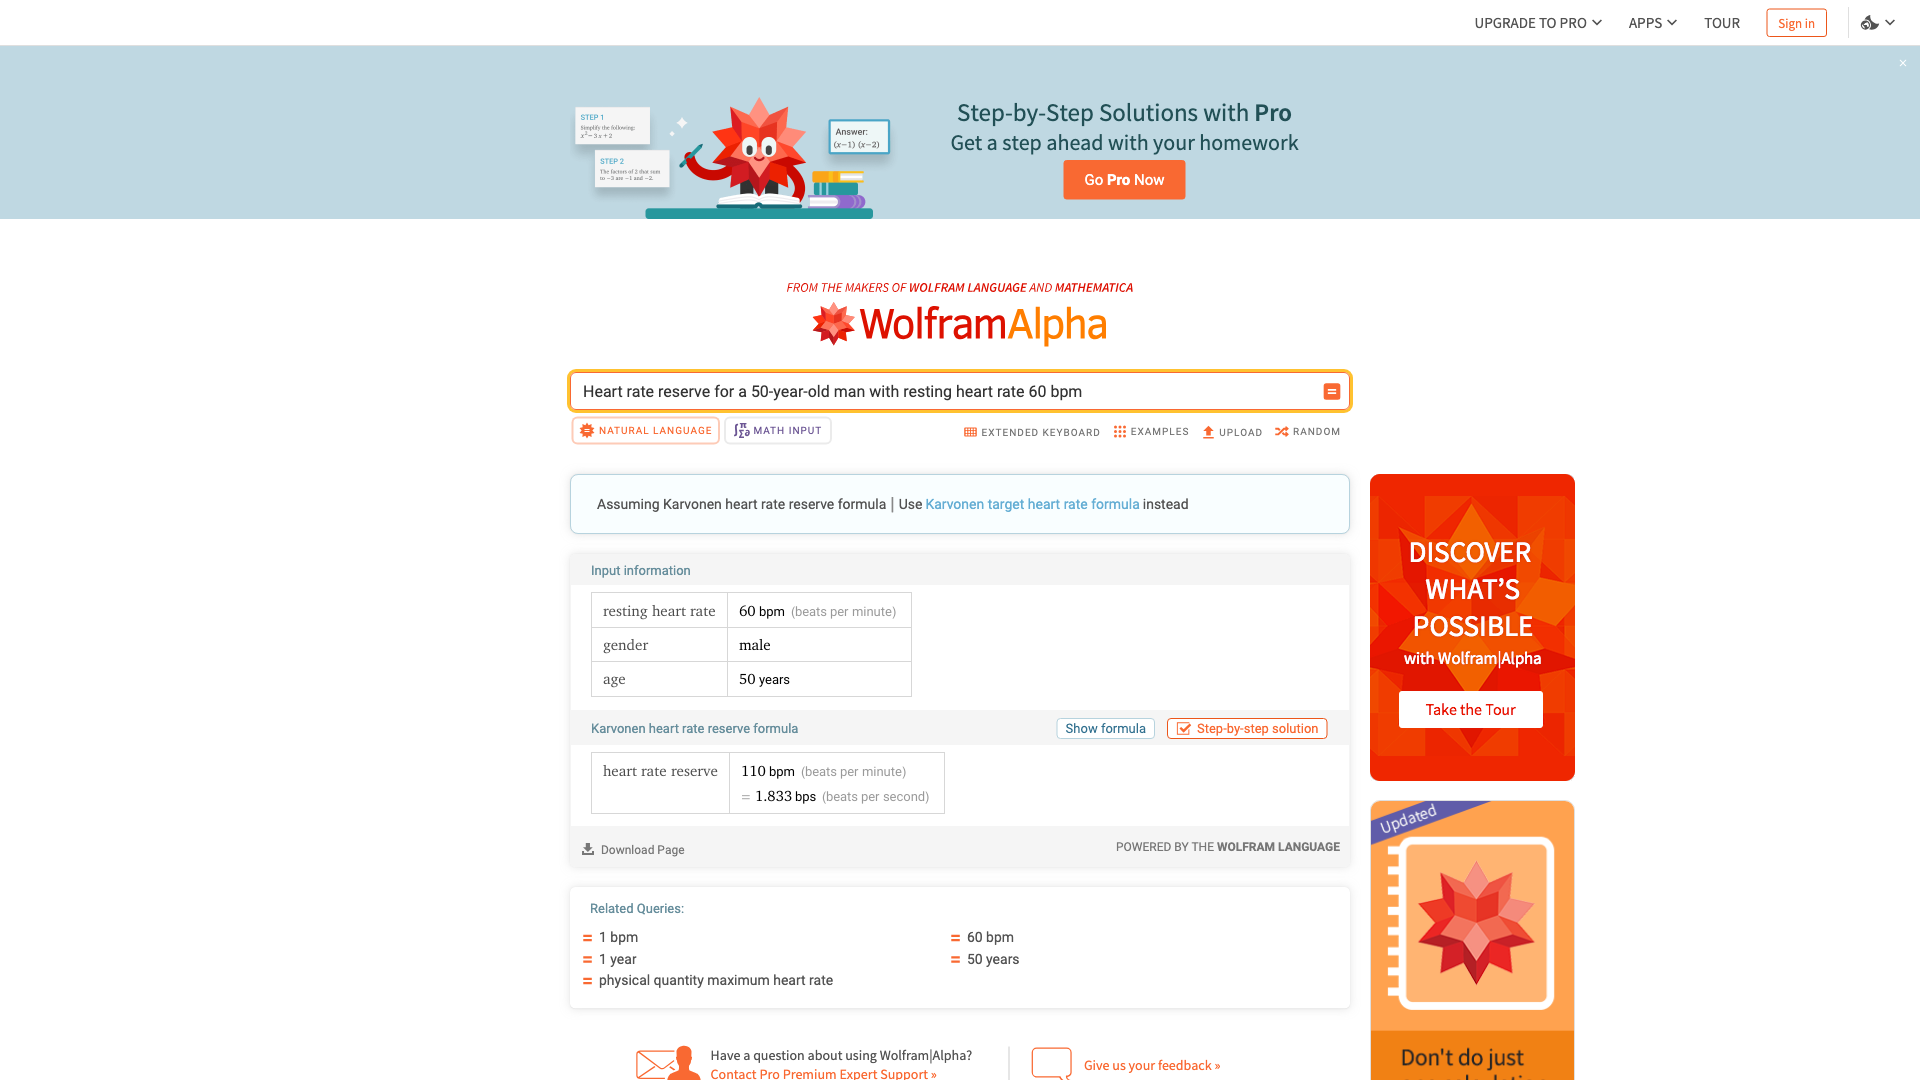 UPGRADE TO PRO
APPS
TOUR
Sign in
STEP 1
Simplify the following:
x² − 3 x + 2
STEP 2
The factors of 2 that sum
to −3 are −1 and −2.
Answer:
(x−1) (x−2)
Step-by-Step Solutions with Pro
Get a step ahead with your homework
Go Pro Now
FROM THE MAKERS OF WOLFRAM LANGUAGE AND MATHEMATICA
WolframAlpha
Heart rate reserve for a 50-year-old man with resting heart rate 60 bpm
NATURAL LANGUAGE
MATH INPUT
EXTENDED KEYBOARD
EXAMPLES
UPLOAD
RANDOM
Assuming Karvonen heart rate reserve formula | Use Karvonen target heart rate formula instead
Input information
resting heart rate 60 bpm (beats per minute)
gender male
age 50 years
Karvonen heart rate reserve formula
Show formula
Step-by-step solution
heart rate reserve 110 bpm (beats per minute)
= 1.833 bps (beats per second)
Download Page
POWERED BY THE WOLFRAM LANGUAGE
Related Queries:
= 1 bpm
= 60 bpm
= 1 year
= 50 years
= physical quantity maximum heart rate
Have a question about using Wolfram|Alpha?
Contact Pro Premium Expert Support »
Give us your feedback »
DISCOVER
WHAT'S
POSSIBLE
with Wolfram|Alpha
Take the Tour
Updated
Don't do just